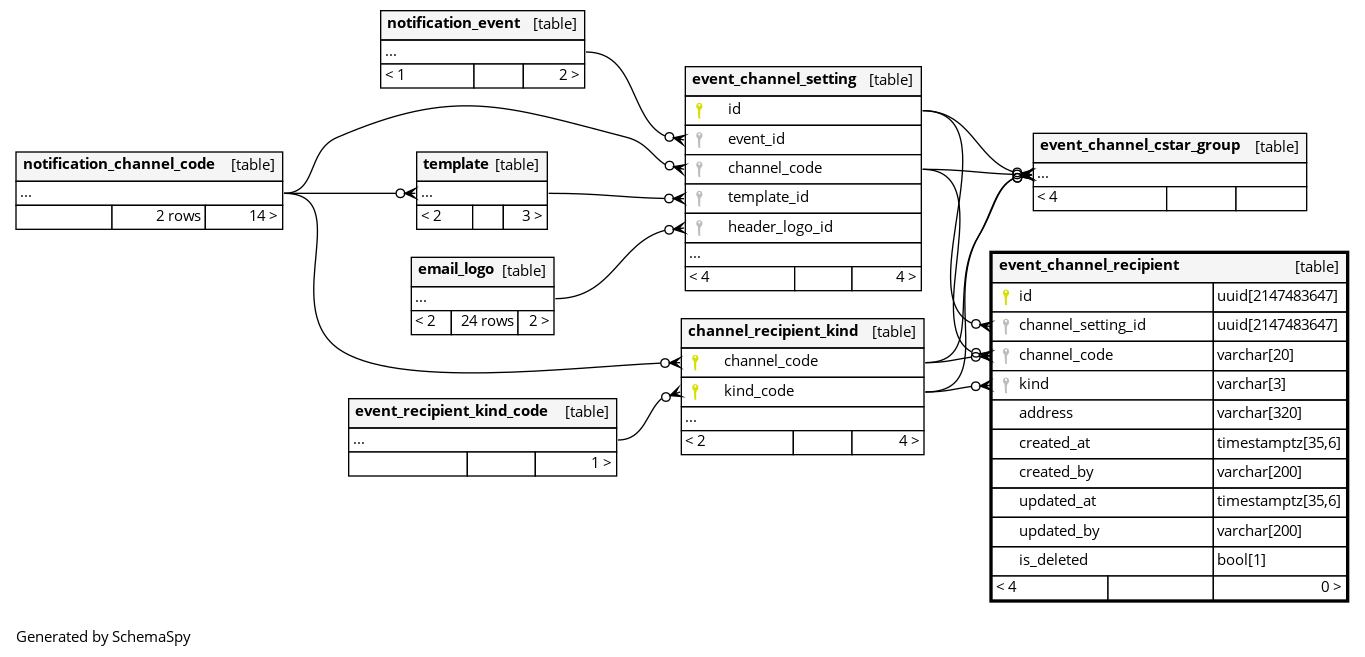 notification_event [table]
...
< 1 2 >
notification_channel_code [table]
...
2 rows 14 >
template [table]
...
< 2 3 >
email_logo [table]
...
< 2 24 rows 2 >
event_recipient_kind_code [table]
...
1 >
event_channel_setting [table]
id
event_id
channel_code
template_id
header_logo_id
...
< 4 4 >
channel_recipient_kind [table]
channel_code
kind_code
...
< 2 4 >
event_channel_cstar_group [table]
...
< 4
event_channel_recipient [table]
id uuid[2147483647]
channel_setting_id uuid[2147483647]
channel_code varchar[20]
kind varchar[3]
address varchar[320]
created_at timestamptz[35,6]
created_by varchar[200]
updated_at timestamptz[35,6]
updated_by varchar[200]
is_deleted bool[1]
< 4 0 >
Generated by SchemaSpy